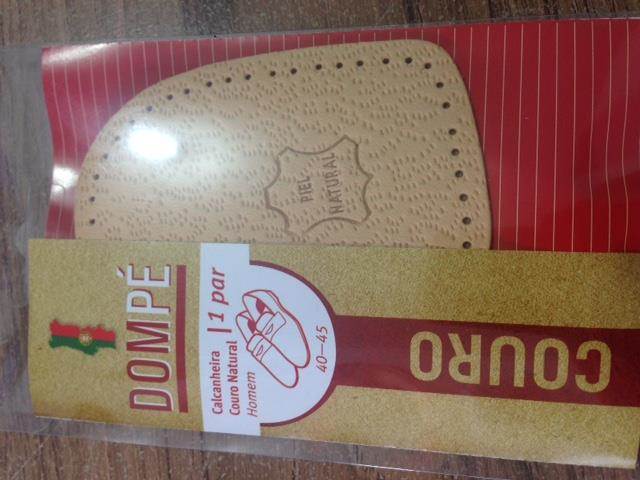 PIEL
NATURAL
DOMPÉ
Calcanheira
Couro Natural
Homem
1 par
40-45
COURO